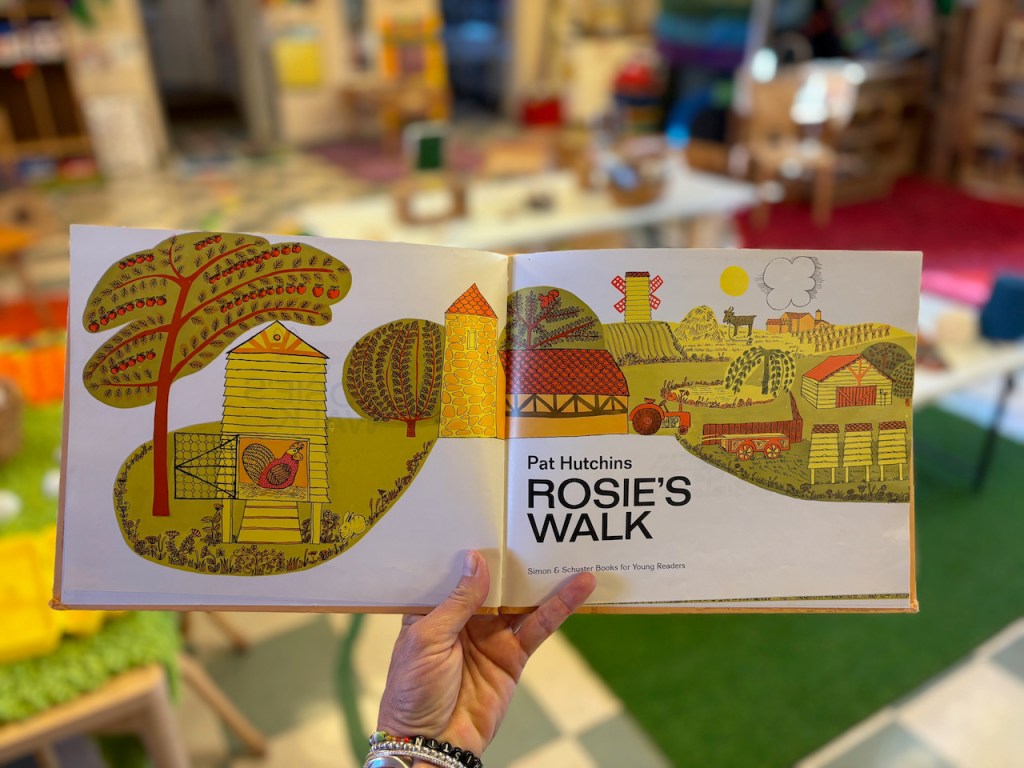 Pat Hutchins
ROSIE'S
WALK
Simon & Schuster Books for Young Readers